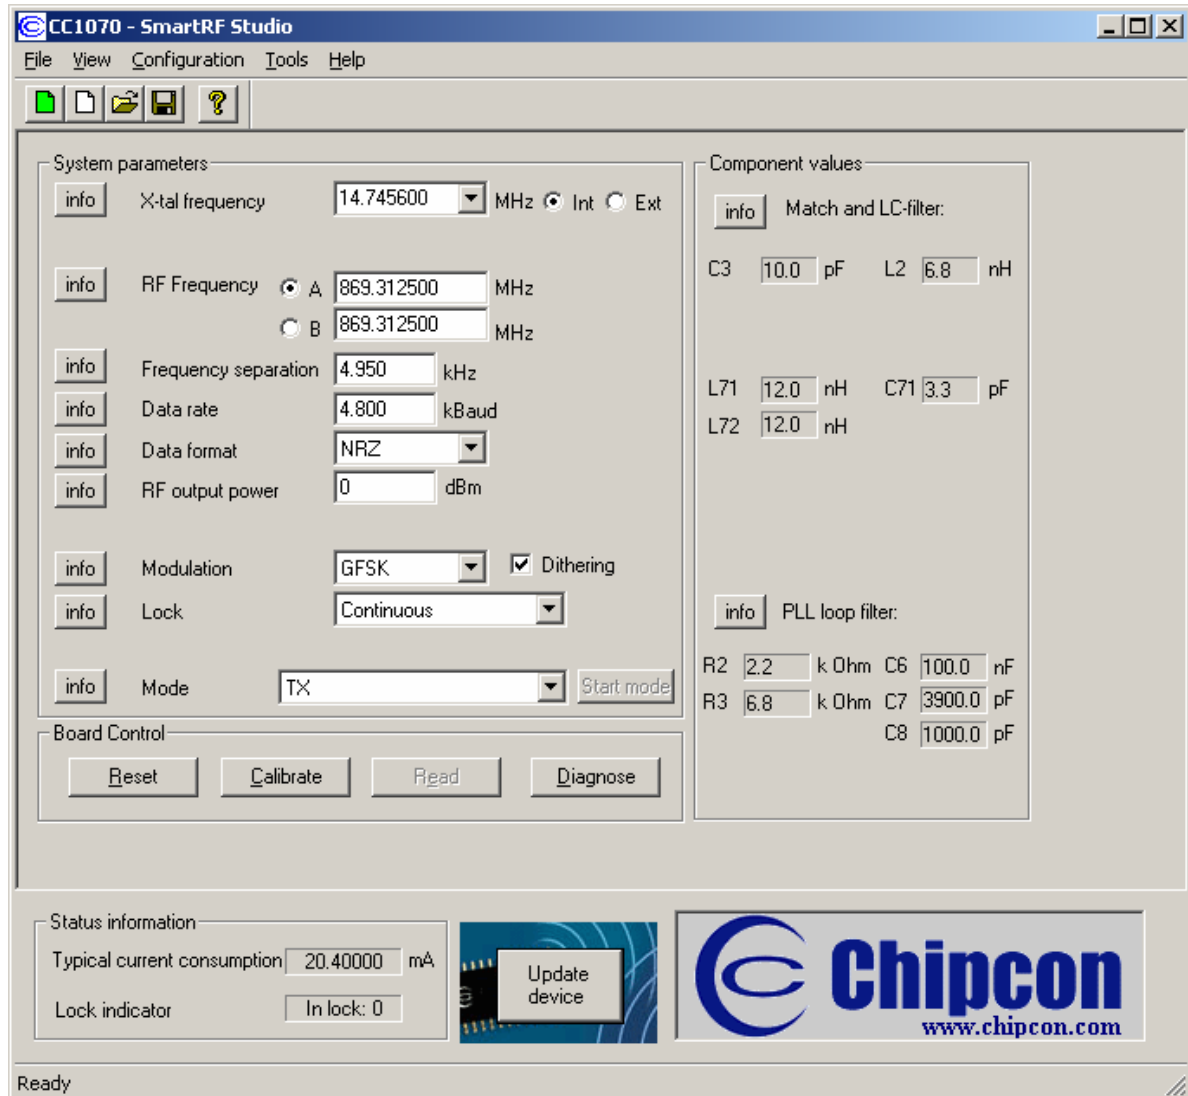 CC1070 - SmartRF Studio
File View Configuration Tools Help
System parameters
info X-tal frequency 14.745600 MHz Int Ext
info RF Frequency A 869.312500 MHz
B 869.312500 MHz
info Frequency separation 4.950 kHz
info Data rate 4.800 kBaud
info Data format NRZ
info RF output power 0 dBm
info Modulation GFSK Dithering
info Lock Continuous
info Mode TX Start mode
Board Control
Reset Calibrate Read Diagnose
Component values
info Match and LC-filter:
C3 10.0 pF L2 6.8 nH
L71 12.0 nH C71 3.3 pF
L72 12.0 nH
info PLL loop filter:
R2 2.2 k Ohm C6 100.0 nF
R3 6.8 k Ohm C7 3900.0 pF
C8 1000.0 pF
Status information
Typical current consumption 20.40000 mA
Lock indicator In lock: 0
Update
device
Chipcon
www.chipcon.com
Ready